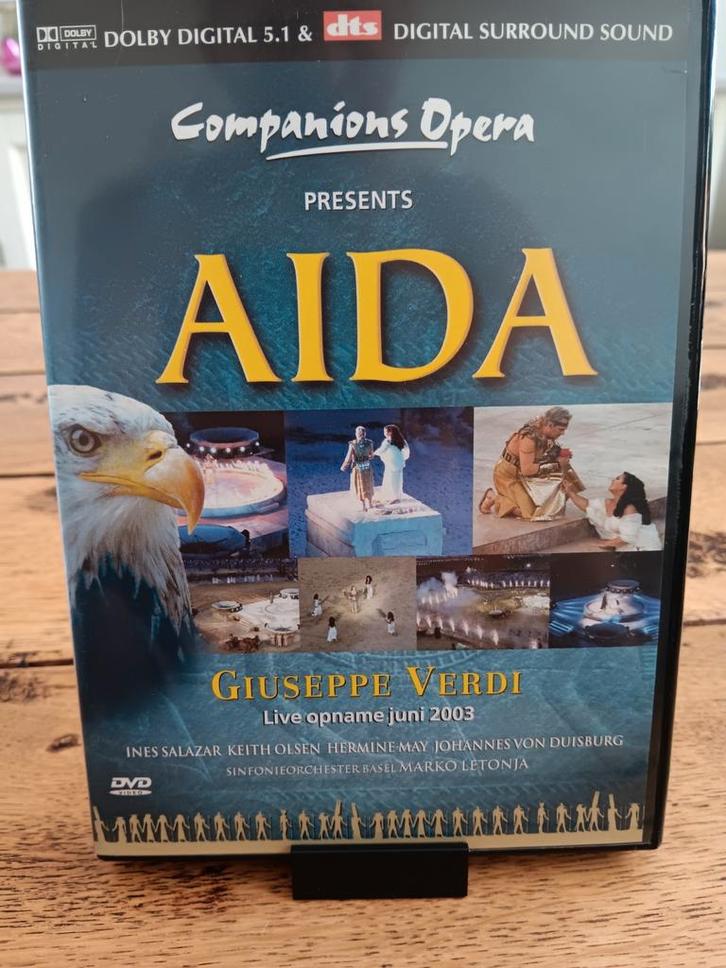 DOLBY
DIGITAL
DOLBY DIGITAL 5.1 & dts DIGITAL SURROUND SOUND
Companions Opera
PRESENTS
AIDA
GIUSEPPE VERDI
Live opname juni 2003
INES SALAZAR KEITH OLSEN HERMINE MAY JOHANNES VON DUISBURG
SINFONIEORCHESTER BASEL MARKO LETONJA
DVD
VIDEO